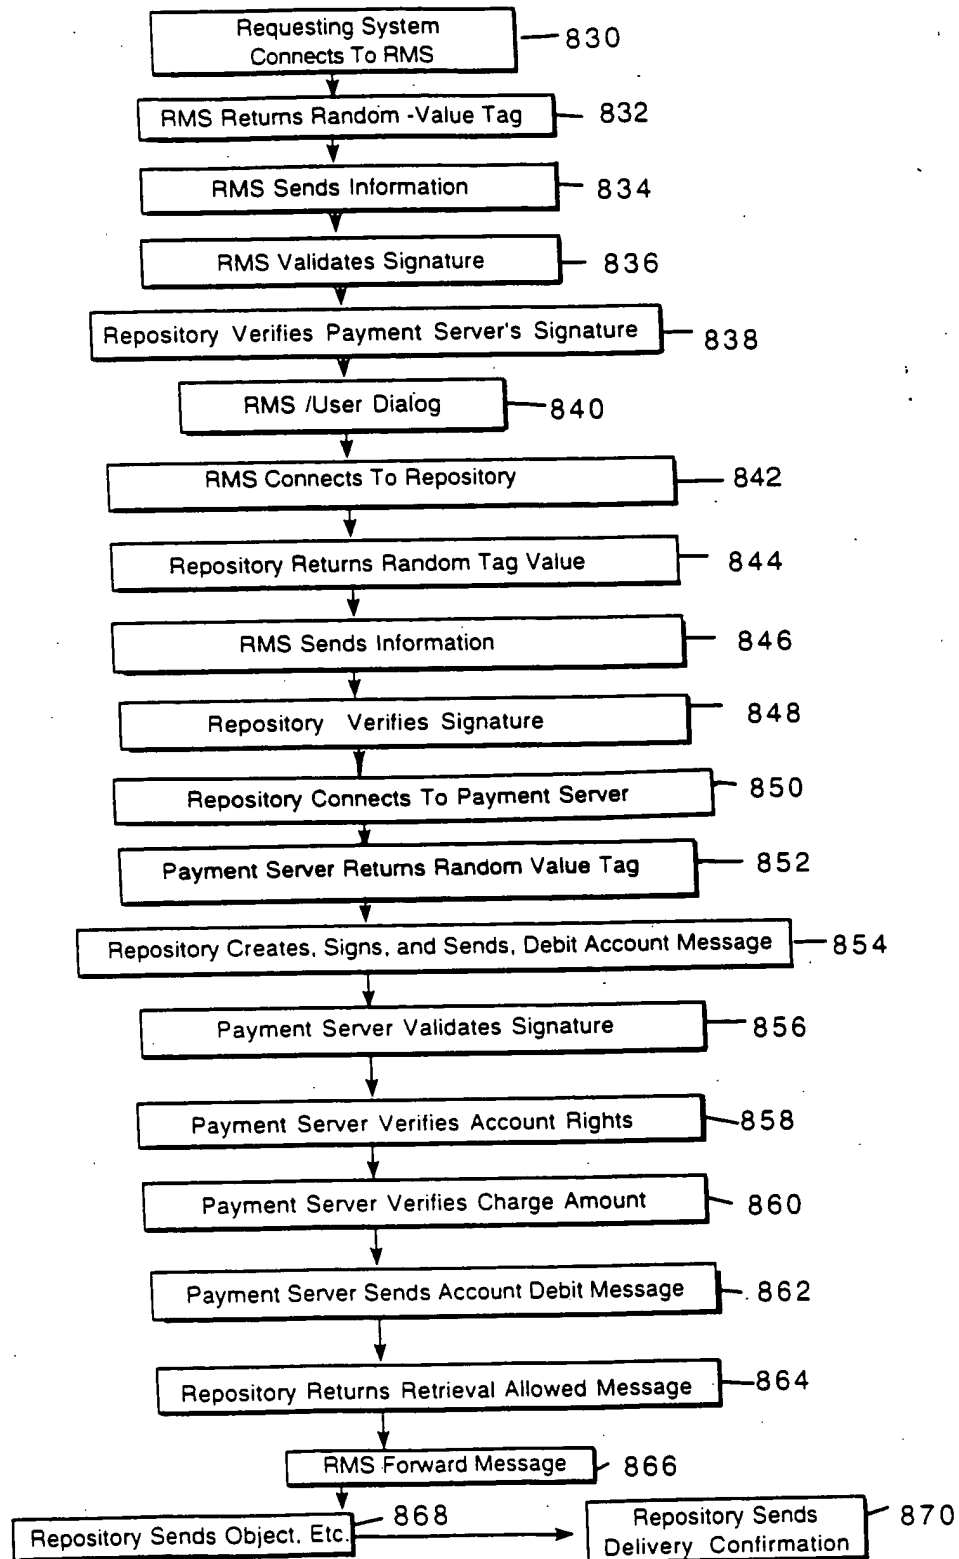 Requesting System
Connects To RMS
830
RMS Returns Random -Value Tag
832
RMS Sends Information
834
RMS Validates Signature
836
Repository Verifies Payment Server's Signature
838
RMS /User Dialog
840
RMS Connects To Repository
842
Repository Returns Random Tag Value
844
RMS Sends Information
846
Repository Verifies Signature
848
Repository Connects To Payment Server
850
Payment Server Returns Random Value Tag
852
Repository Creates, Signs, and Sends, Debit Account Message
854
Payment Server Validates Signature
856
Payment Server Verifies Account Rights
858
Payment Server Verifies Charge Amount
860
Payment Server Sends Account Debit Message
862
Repository Returns Retrieval Allowed Message
864
RMS Forward Message
866
Repository Sends Object, Etc.
868
Repository Sends
Delivery Confirmation
870